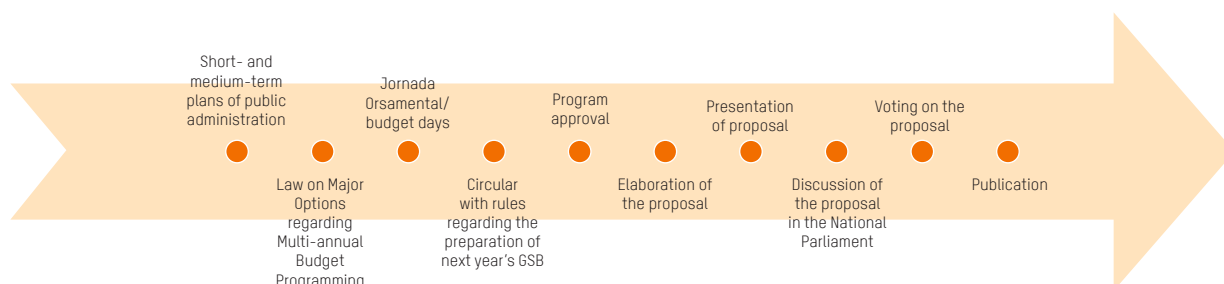 Short- and
medium-term
plans of public
administration
Law on Major
Options
regarding
Multi-annual
Budget
Programming
Jornada
Orsamental/
budget days
Circular
with rules
regarding the
preparation of
next year's GSB
Program
approval
Elaboration of
the proposal
Presentation
of proposal
Discussion of
the proposal
in the National
Parliament
Voting on the
proposal
Publication